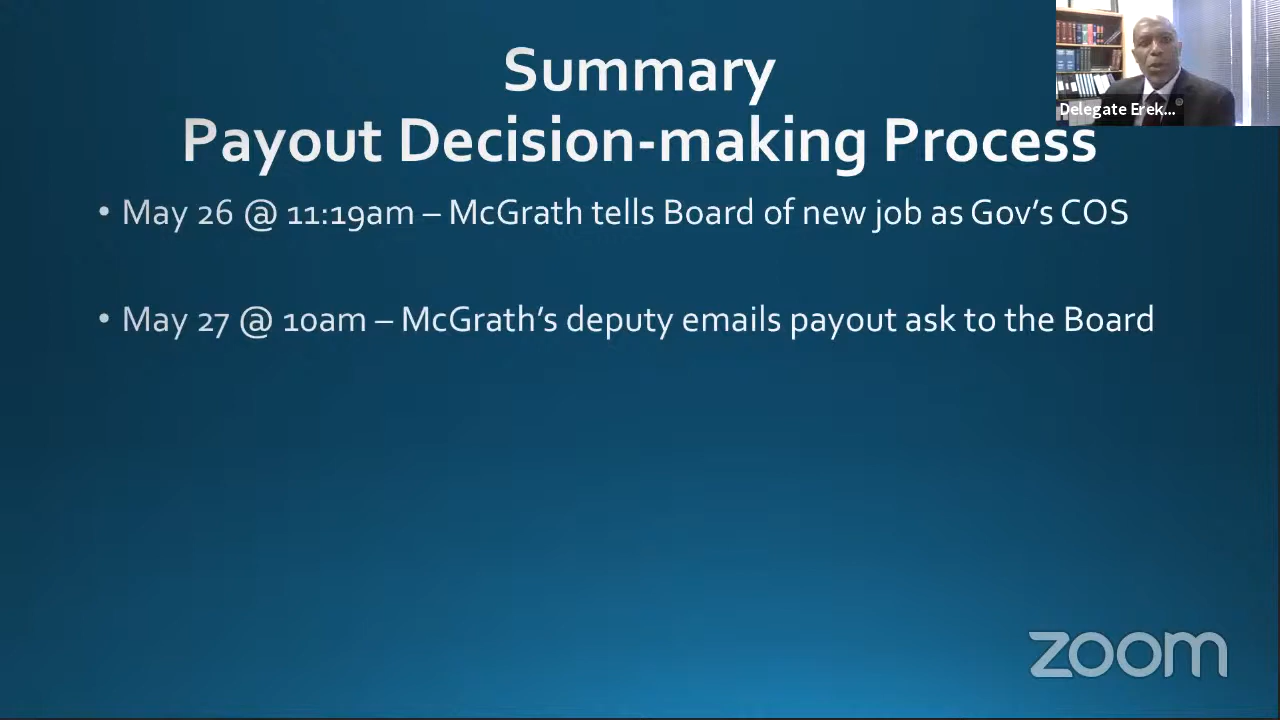 Summary
Payout Decision-making Process
Delegate Erek...
• May 26 @ 11:19am – McGrath tells Board of new job as Gov's COS
• May 27 @ 10am – McGrath's deputy emails payout ask to the Board
zoom